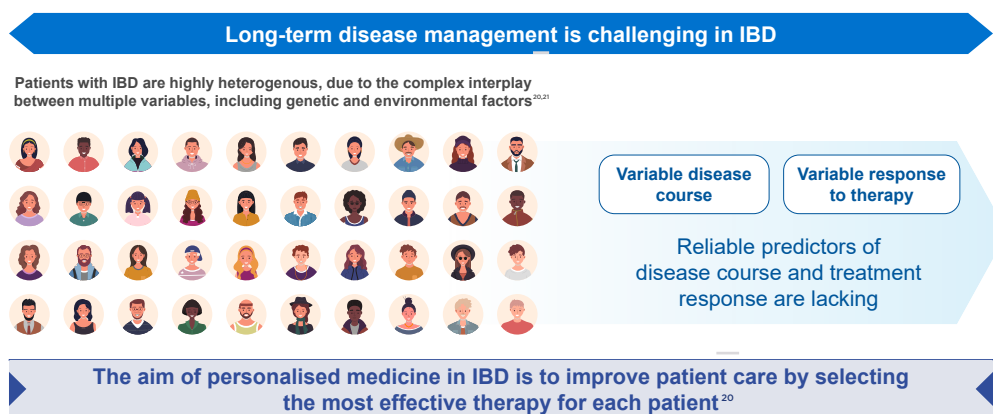 Long-term disease management is challenging in IBD
Patients with IBD are highly heterogenous, due to the complex interplay
between multiple variables, including genetic and environmental factors20,21
Variable disease
course
Variable response
to therapy
Reliable predictors of
disease course and treatment
response are lacking
The aim of personalised medicine in IBD is to improve patient care by selecting
the most effective therapy for each patient 20